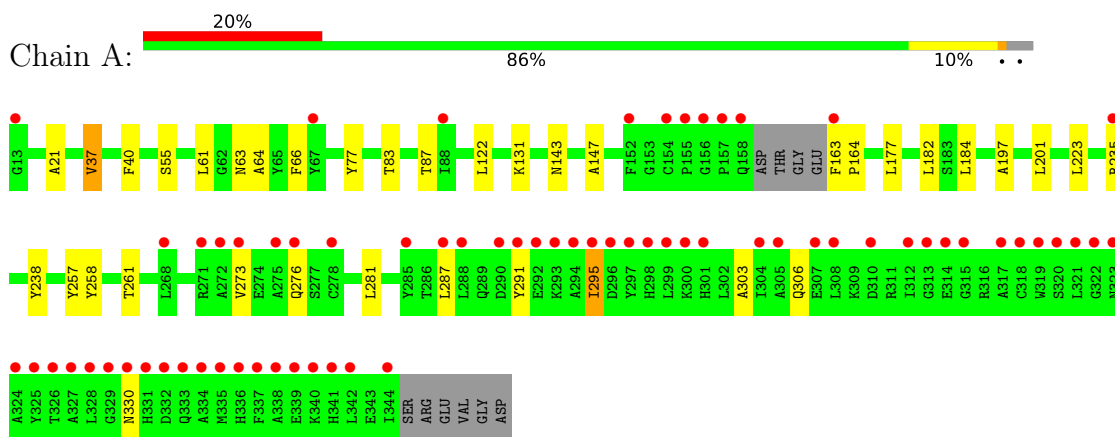 20%
Chain A:
86% 10% • •
G13 A21 V37 F40 S55 L61 G62 N63 A64 Y65 F66 Y67 Y77 T83 T87 I88 L122 K131 N143 A147 F152 G153 C154 P155 G156 P157 Q158 ASP THR GLY GLU F163 P164 L177 L182 S183 L184 A197 L201 L223 R235
Y238 Y257 Y258 T261 L268 R271 A272 V273 E274 A275 Q276 S277 C278 L281 Y285 T286 L287 L288 Q289 D290 Y291 E292 K293 A294 I295 D296 Y297 H298 L299 K300 H301 L302 A303 I304 A305 Q306 E307 L308 K309 D310 R311 I312 G313 E314 G315 R316 A317 C318 W319 S320 L321 G322 N323
A324 Y325 T326 A327 L328 G329 N330 H331 D332 Q333 A334 M335 H336 F337 A338 E339 K340 H341 L342 E343 I344 SER ARG GLU VAL GLY ASP